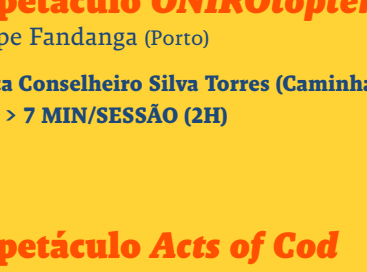 petáculo ONIROtopter
pe Fandanga (Porto)
a Conselheiro Silva Torres (Caminha
> 7 MIN/SESSÃO (2H)
petáculo Acts of Cod